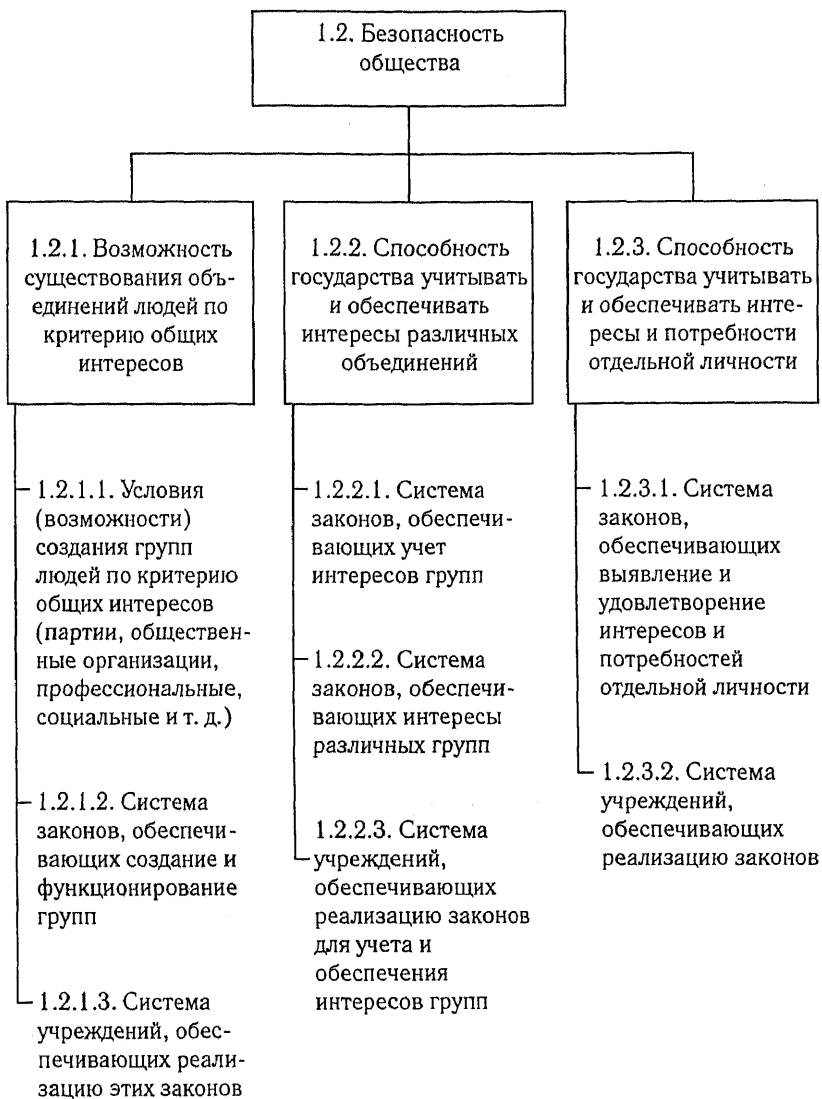 1.2. Безопасность
общества
1.2.1. Возможность
существования объ-
единений людей по
критерию общих
интересов
1.2.2. Способность
государства учитывать
и обеспечивать
интересы различных
объединений
1.2.3. Способность
государства учитывать
и обеспечивать инте-
ресы и потребности
отдельной личности
1.2.1.1. Условия
(возможности)
создания групп
людей по критерию
общих интересов
(партии, обществен-
ные организации,
профессиональные,
социальные и т. д.)
1.2.1.2. Система
законов, обеспечи-
вающих создание и
функционирование
групп
1.2.1.3. Система
учреждений, обес-
печивающих реали-
зацию этих законов
1.2.2.1. Система
законов, обеспечи-
вающих учет
интересов групп
1.2.2.2. Система
законов, обеспечи-
вающих интересы
различных групп
1.2.2.3. Система
учреждений,
обеспечивающих
реализацию законов
для учета и
обеспечения
интересов групп
1.2.3.1. Система
законов,
обеспечивающих
выявление и
удовлетворение
интересов и
потребностей
отдельной личности
1.2.3.2. Система
учреждений,
обеспечивающих
реализацию законов